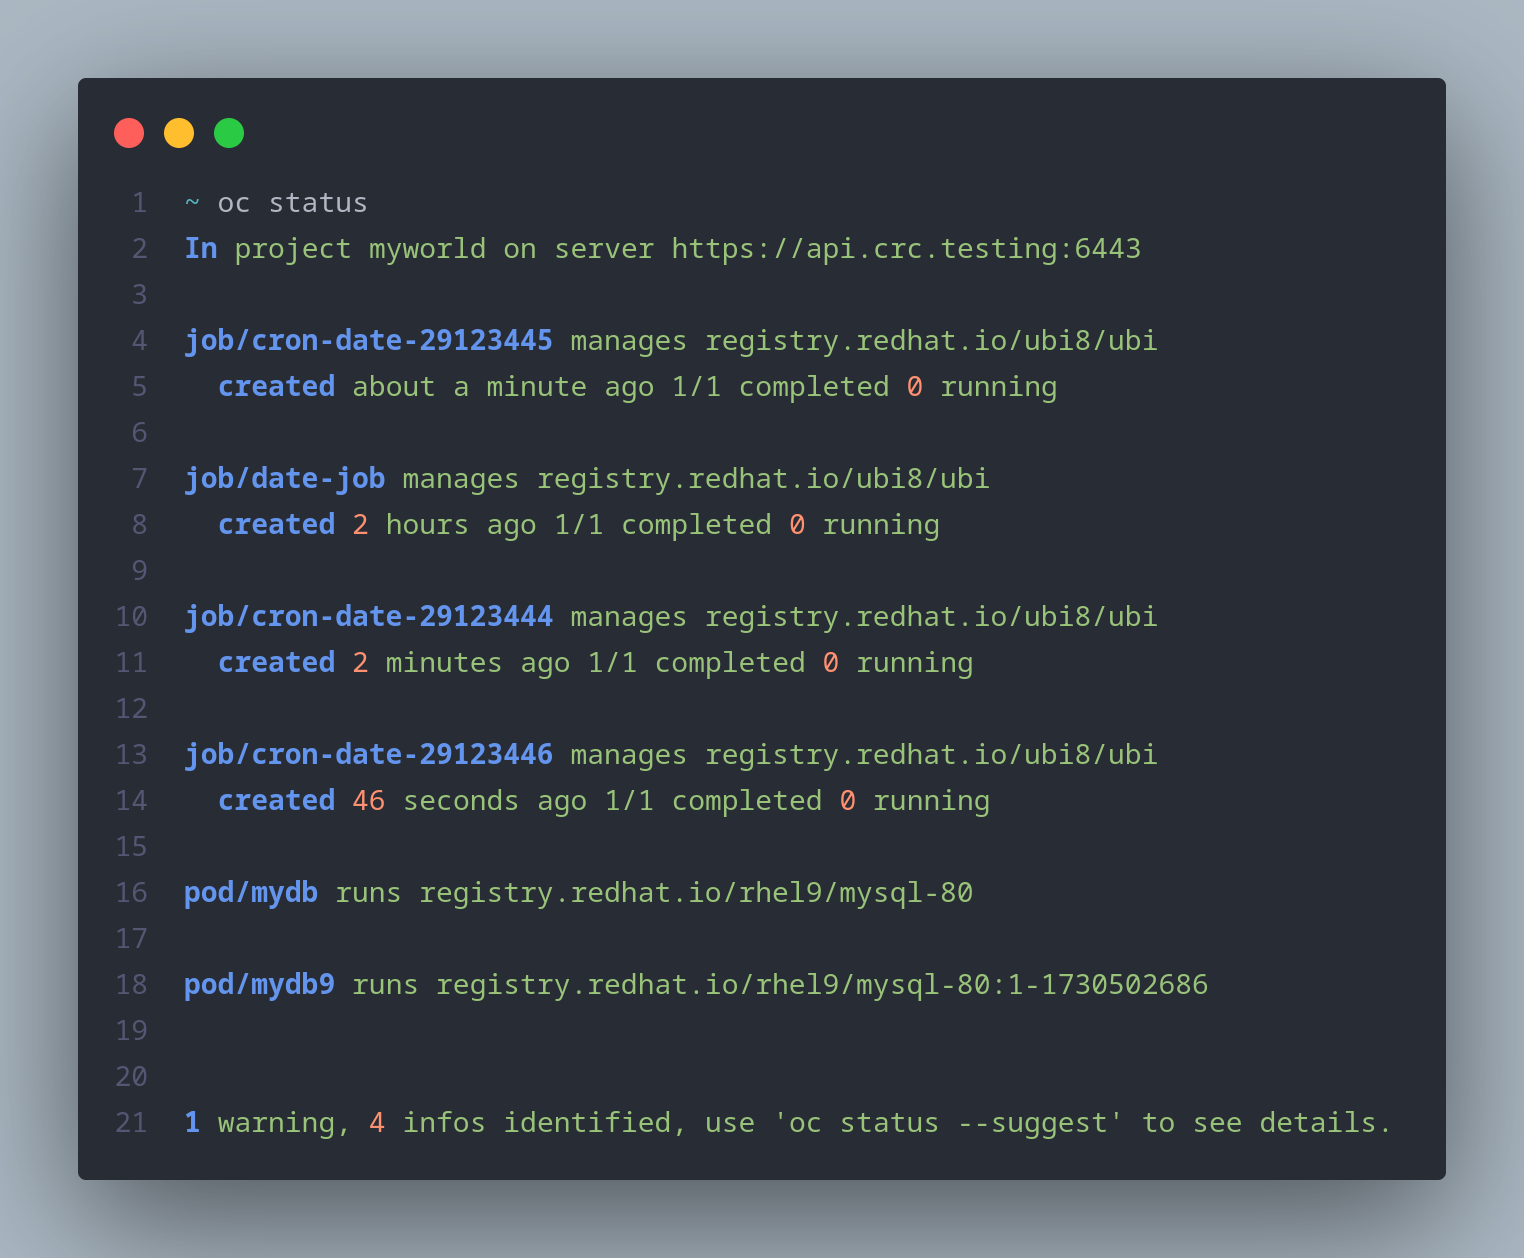 1 ~ oc status
2 In project myworld on server https://api.crc.testing:6443
3
4 job/cron-date-29123445 manages registry.redhat.io/ubi8/ubi
5   created about a minute ago 1/1 completed 0 running
6
7 job/date-job manages registry.redhat.io/ubi8/ubi
8   created 2 hours ago 1/1 completed 0 running
9
10 job/cron-date-29123444 manages registry.redhat.io/ubi8/ubi
11   created 2 minutes ago 1/1 completed 0 running
12
13 job/cron-date-29123446 manages registry.redhat.io/ubi8/ubi
14   created 46 seconds ago 1/1 completed 0 running
15
16 pod/mydb runs registry.redhat.io/rhel9/mysql-80
17
18 pod/mydb9 runs registry.redhat.io/rhel9/mysql-80:1-1730502686
19
20
21 1 warning, 4 infos identified, use 'oc status --suggest' to see details.